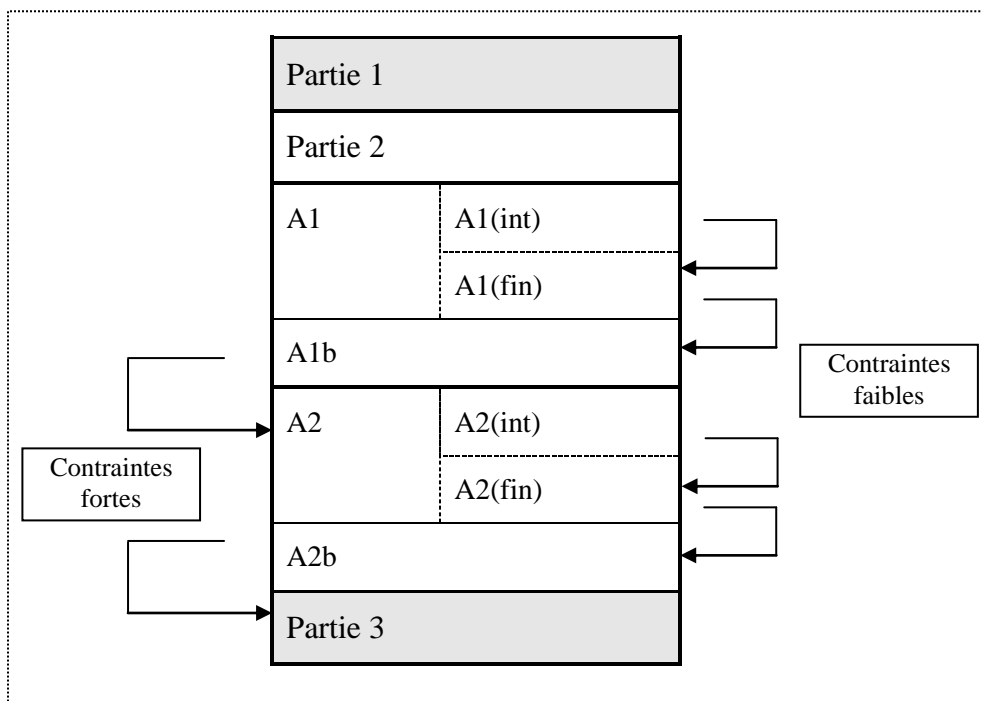 Partie 1
Partie 2
A1
A1(int)
A1(fin)
A1b
Contraintes
faibles
A2
A2(int)
Contraintes
fortes
A2(fin)
A2b
Partie 3